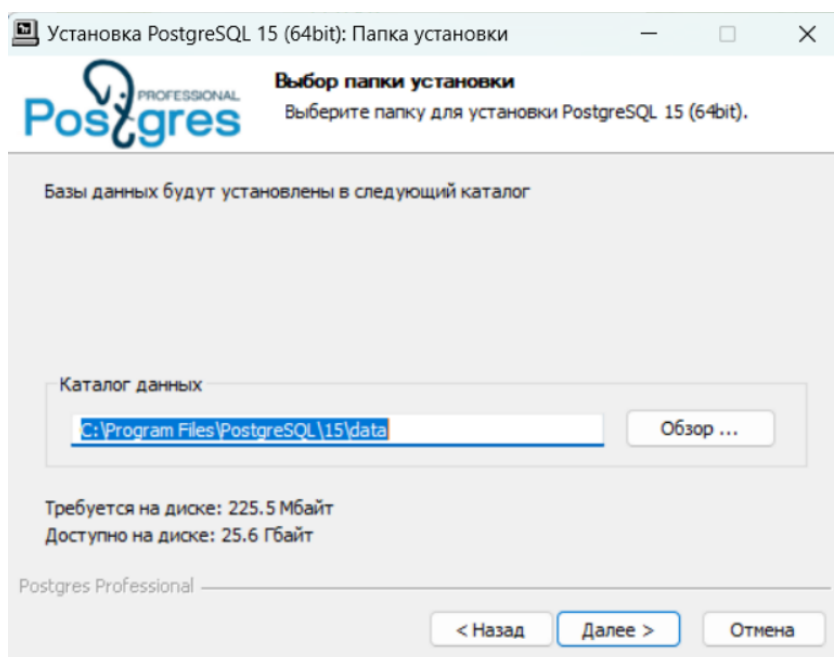 Установка PostgreSQL 15 (64bit): Папка установки
PROFESSIONAL
Postgres
Выбор папки установки
Выберите папку для установки PostgreSQL 15 (64bit).
Базы данных будут установлены в следующий каталог
Каталог данных
C:\Program Files\PostgreSQL\15\data
Обзор ...
Требуется на диске: 225.5 Мбайт
Доступно на диске: 25.6 Гбайт
Postgres Professional
< Назад
Далее >
Отмена